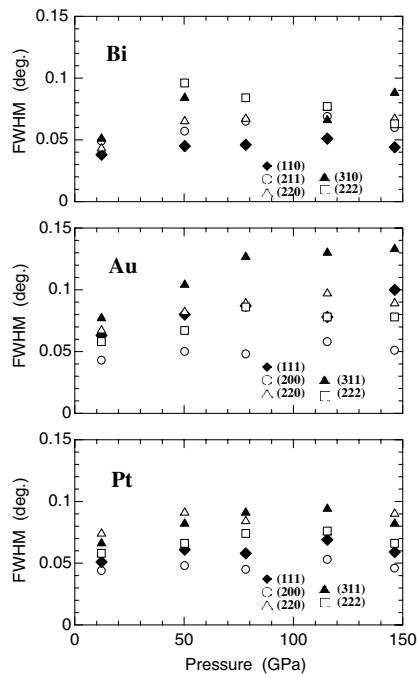 Bi
FWHM (deg.)
0.15
0.1
0.05
0
(110)
(211) (310)
(220) (222)
Au
FWHM (deg.)
0.15
0.1
0.05
0
(111)
(200) (311)
(220) (222)
Pt
FWHM (deg.)
0.15
0.1
0.05
0
(111)
(200) (311)
(220) (222)
0 50 100 150
Pressure (GPa)